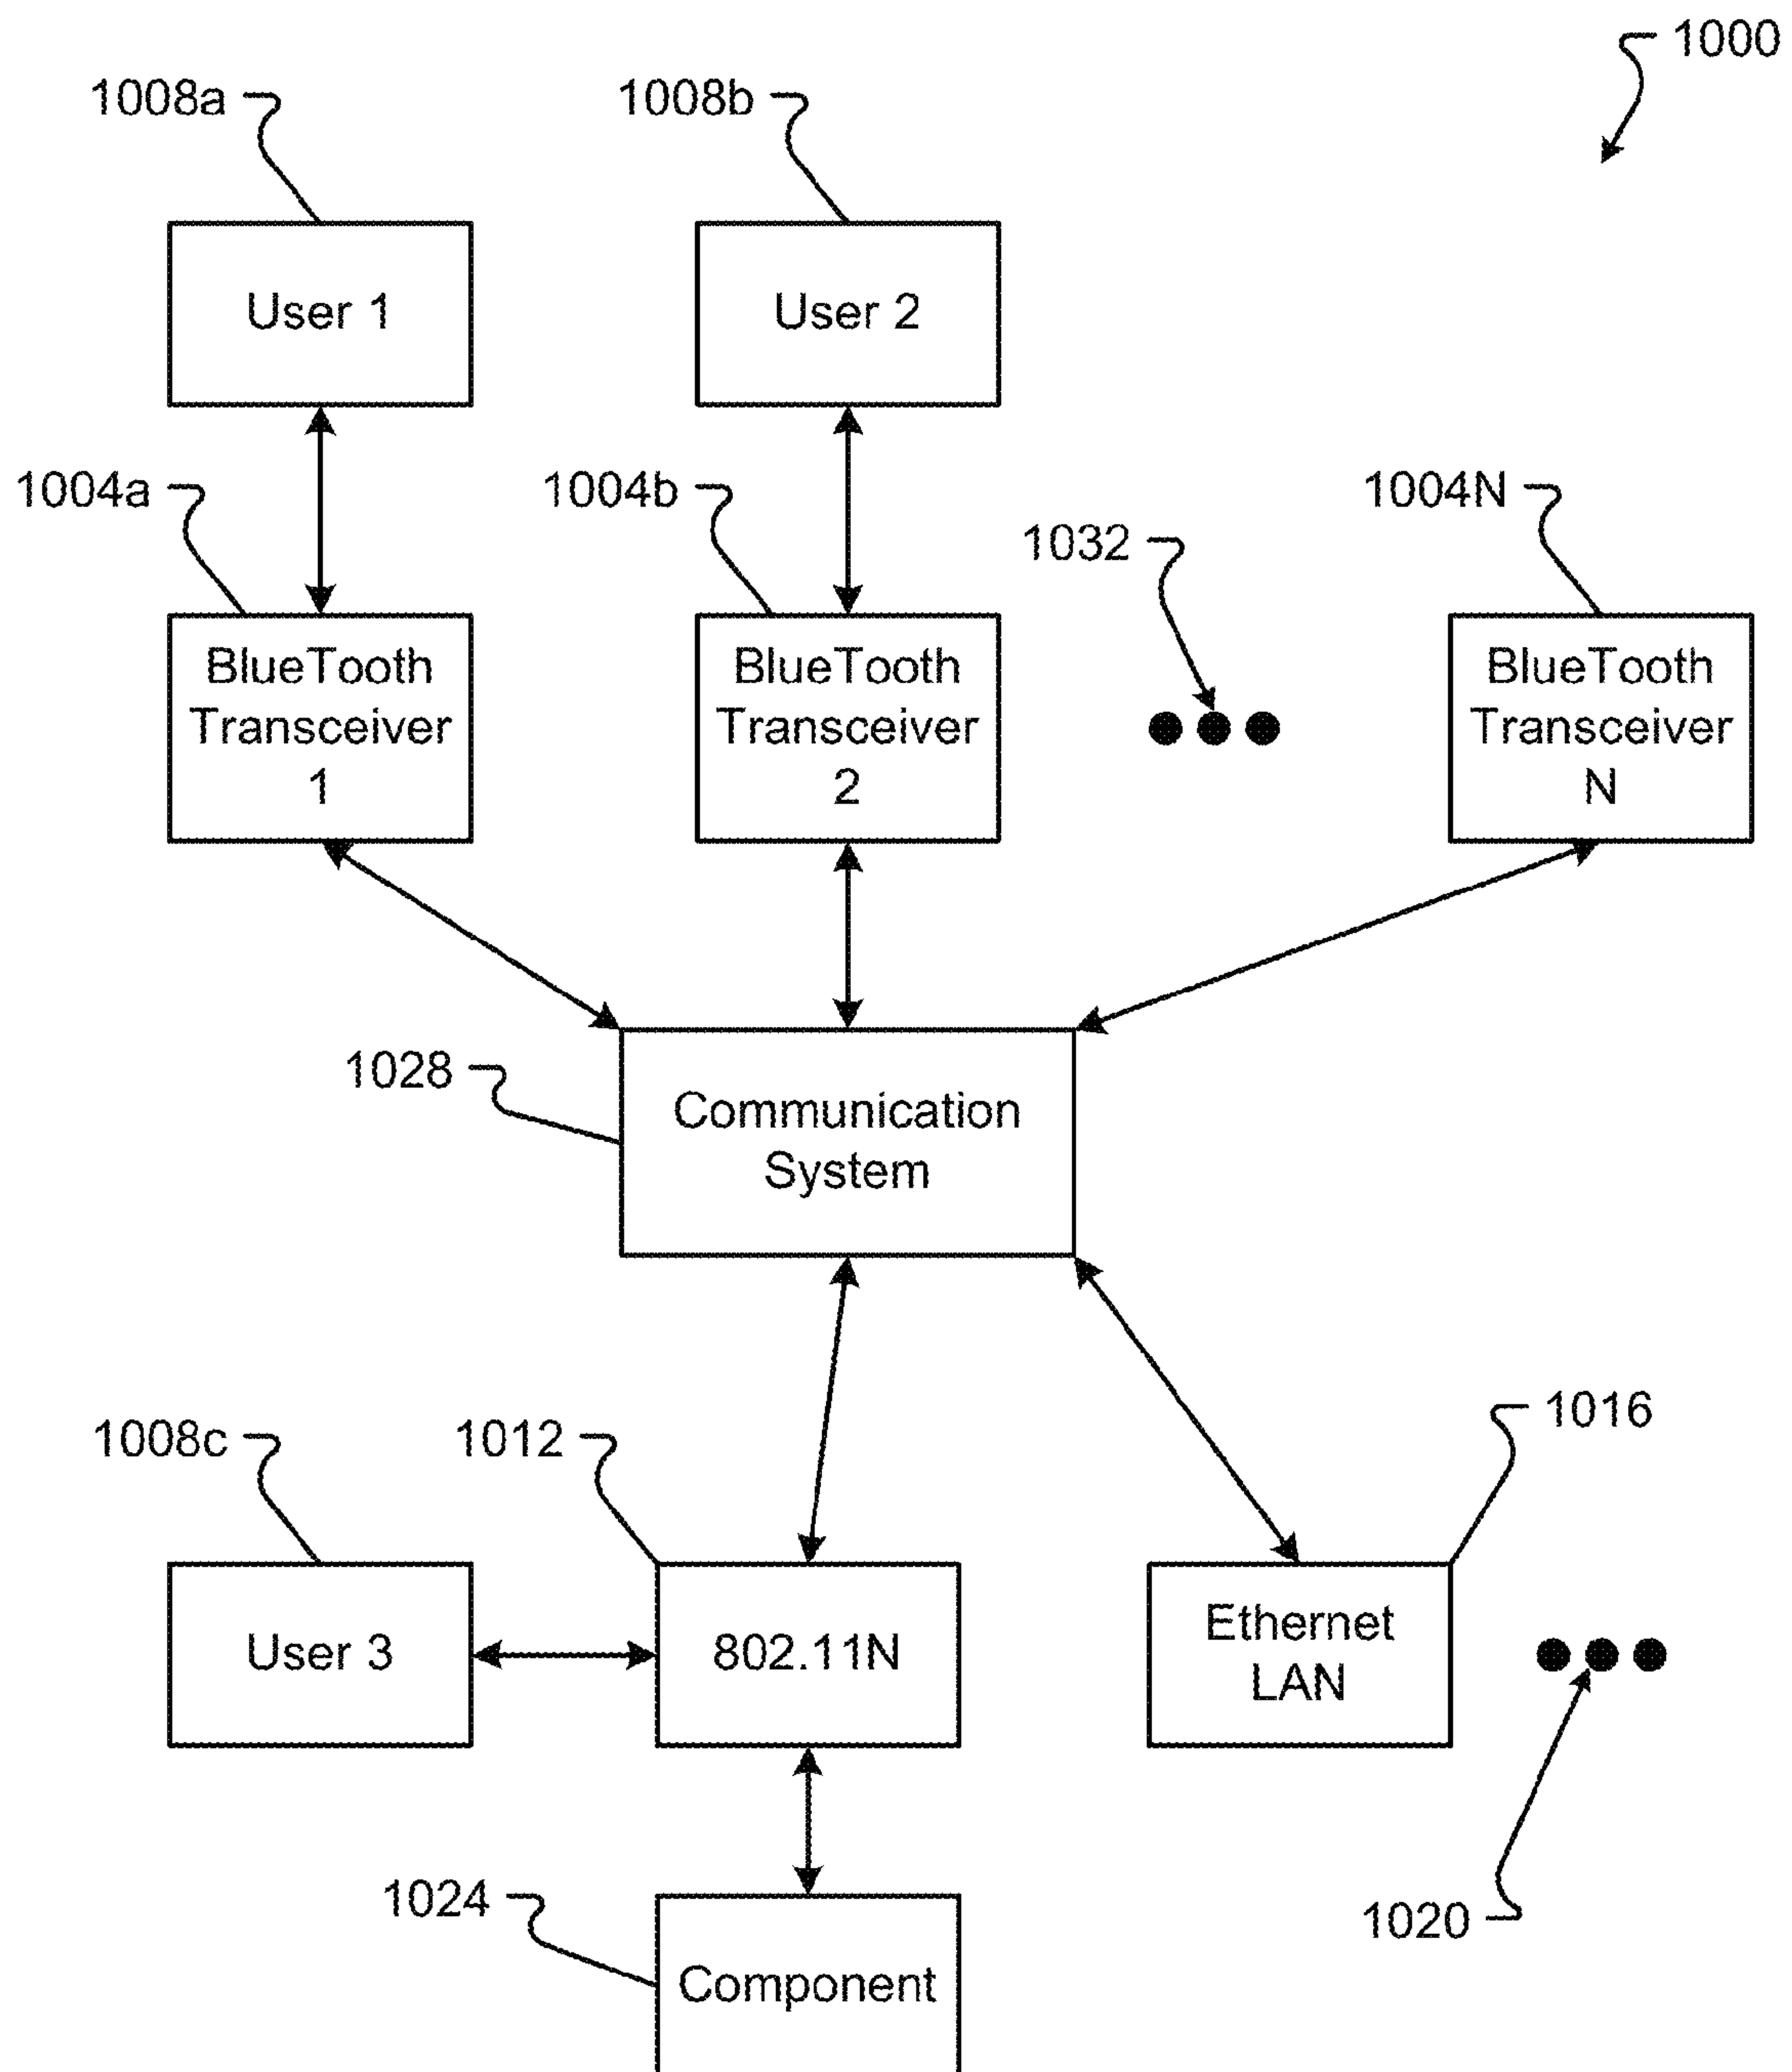 1000
1008a
1008b
User 1
User 2
1004a
1004b
1004N
1032
BlueTooth
Transceiver
1
BlueTooth
Transceiver
2
BlueTooth
Transceiver
N
1028
Communication
System
1008c
1012
1016
User 3
802.11N
Ethernet
LAN
1024
1020
Component